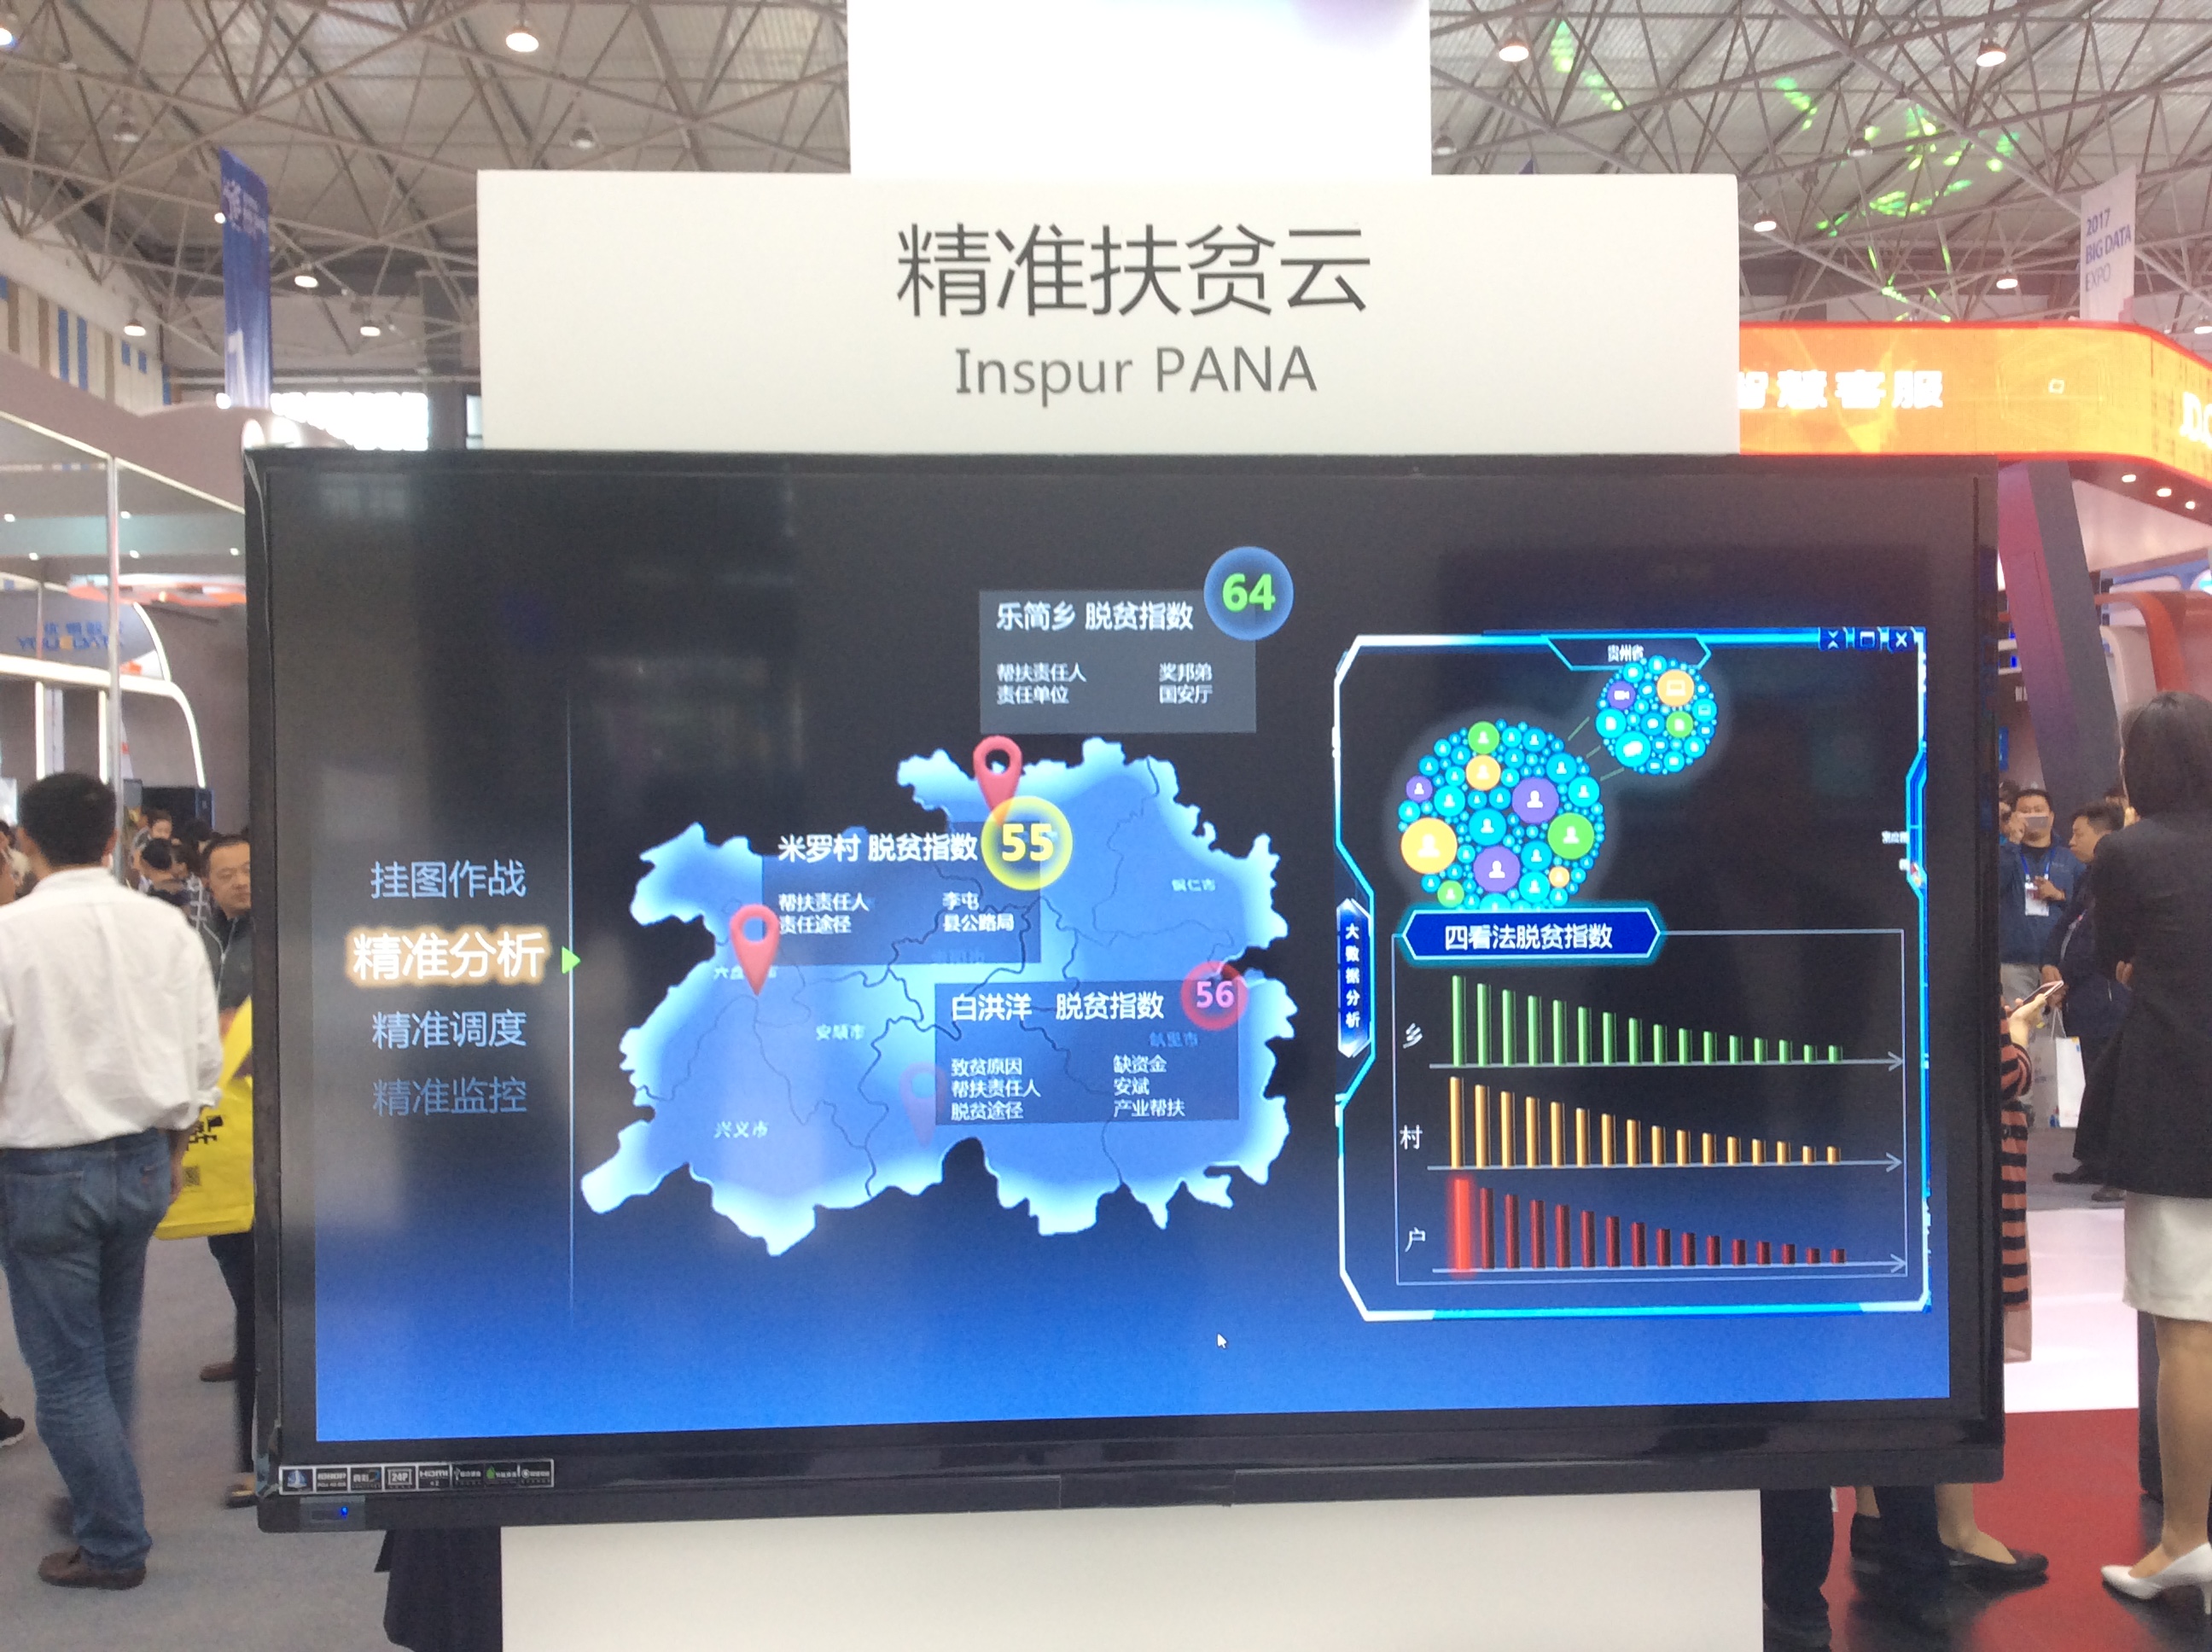 精准扶贫云
Inspur PANA
2017
BIG DATA
EXPO
智慧客服
乐简乡 脱贫指数
64
帮扶责任人 奖邦弟
责任单位 国安厅
米罗村 脱贫指数
55
帮扶责任人 李屯
责任途径 县公路局
白洪洋 脱贫指数
56
致贫原因 缺资金
帮扶责任人 安斌
脱贫途径 产业帮扶
铜仁市
安顺市
兴义市
凯里市
挂图作战
精准分析
精准调度
精准监控
贵州省
大数据分析
四看法脱贫指数
乡
村
户
24P
HDMI